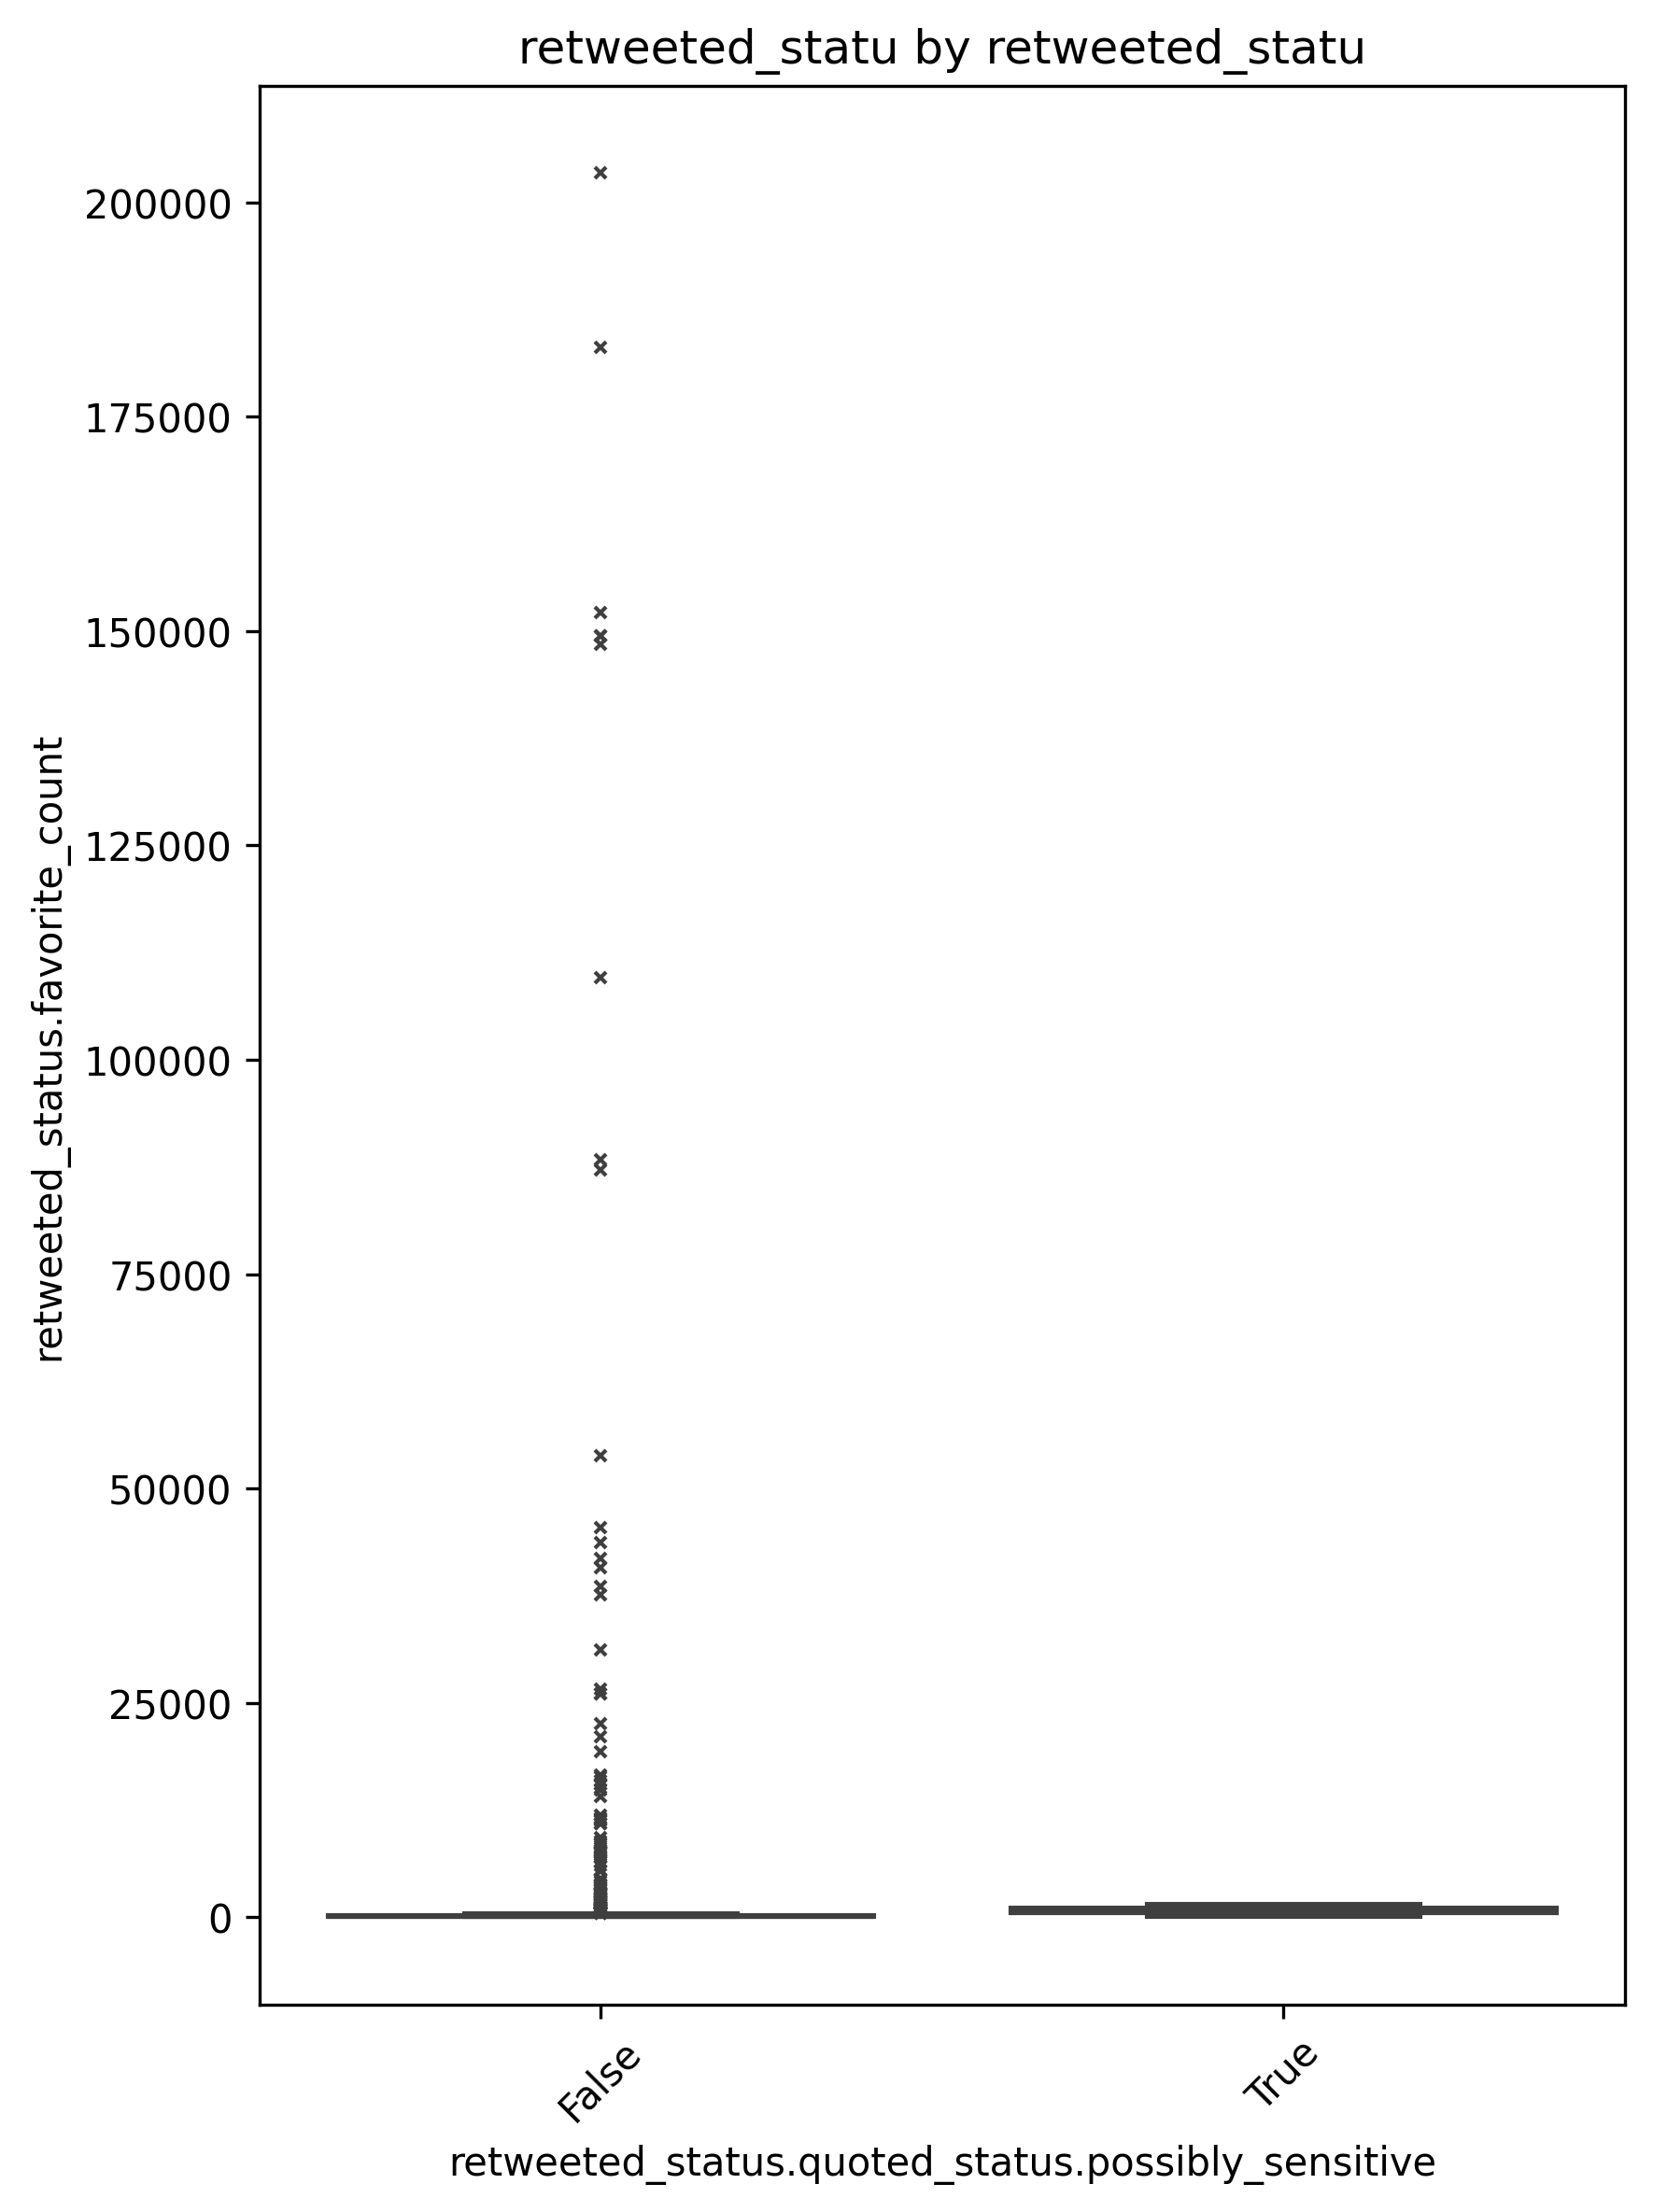 retweeted_statu by retweeted_statu
200000
175000
150000
125000
100000
75000
50000
25000
0
retweeted_status.favorite_count
False
True
retweeted_status.quoted_status.possibly_sensitive